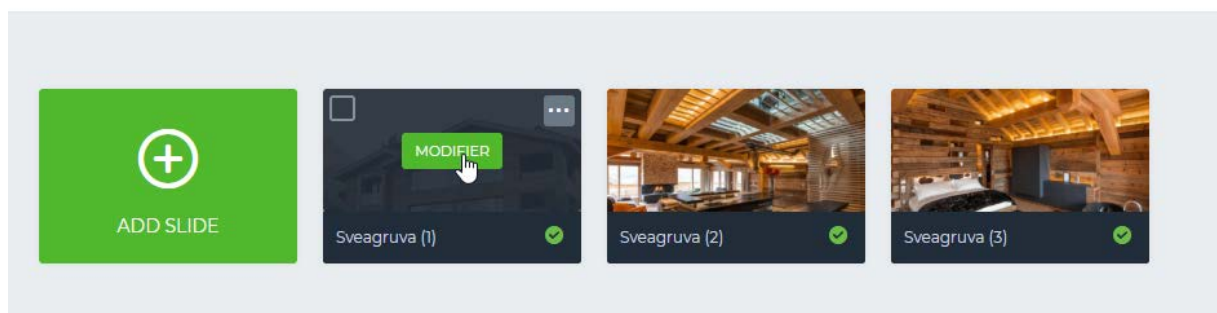 MODIFIER
ADD SLIDE
Sveagruva (1)
Sveagruva (2)
Sveagruva (3)